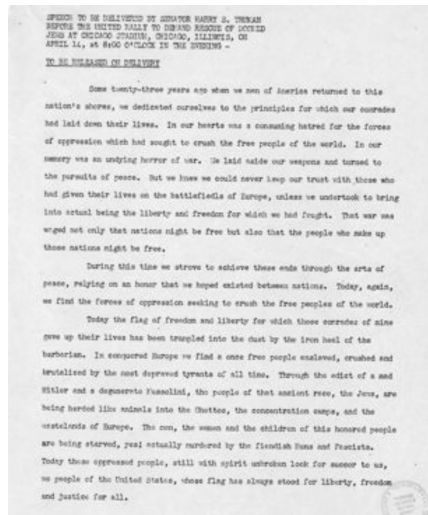 SPEECH TO BE DELIVERED BY SENATOR HARRY S. TRUMAN
BEFORE THE UNITED RALLY TO DEMAND RESCUE OF DOOMED
JEWS AT CHICAGO STADIUM, CHICAGO, ILLINOIS, ON
APRIL 14, at 8:00 O'CLOCK IN THE EVENING -
TO BE RELEASED ON DELIVERY
Some twenty-three years ago when we men of America returned to this
nation's shores, we dedicated ourselves to the principles for which our comrades
had laid down their lives. In our hearts was a consuming hatred for the forces
of oppression which had sought to crush the free people of the world. In our
memory was an undying horror of war. We laid aside our weapons and turned to
the pursuits of peace. But we knew we could never keep our trust with those who
had given their lives on the battlefiedls of Europe, unless we undertook to bring
into actual being the liberty and freedom for which we had fought. That war was
urged not only that nations might be free but also that the people who make up
those nations might be free.
During this time we strove to achieve these ends through the arts of
peace, relying on an honor that we hoped existed between nations. Today, again,
we find the forces of oppression seeking to crush the free peoples of the world.
Today the flag of freedom and liberty for which those comrades of mine
gave up their lives has been trampled into the dust by the iron heel of the
barbarian. In conquered Europe we find a once free people enslaved, crushed and
brutalized by the most depraved tyrants of all time. Through the edict of a mad
Hitler and a degenerate Mussolini, the people of that ancient race, the Jews, are
being herded like animals into the Ghettos, the concentration camps, and the
wastelands of Europe. The men, the women and the children of this honored people
are being starved, yes! actually murdered by the fiendish Huns and Fascists.
Today these oppressed people, still with spirit unbroken look for succor to us,
we people of the United States, whose flag has always stood for liberty, freedom
and justice for all.